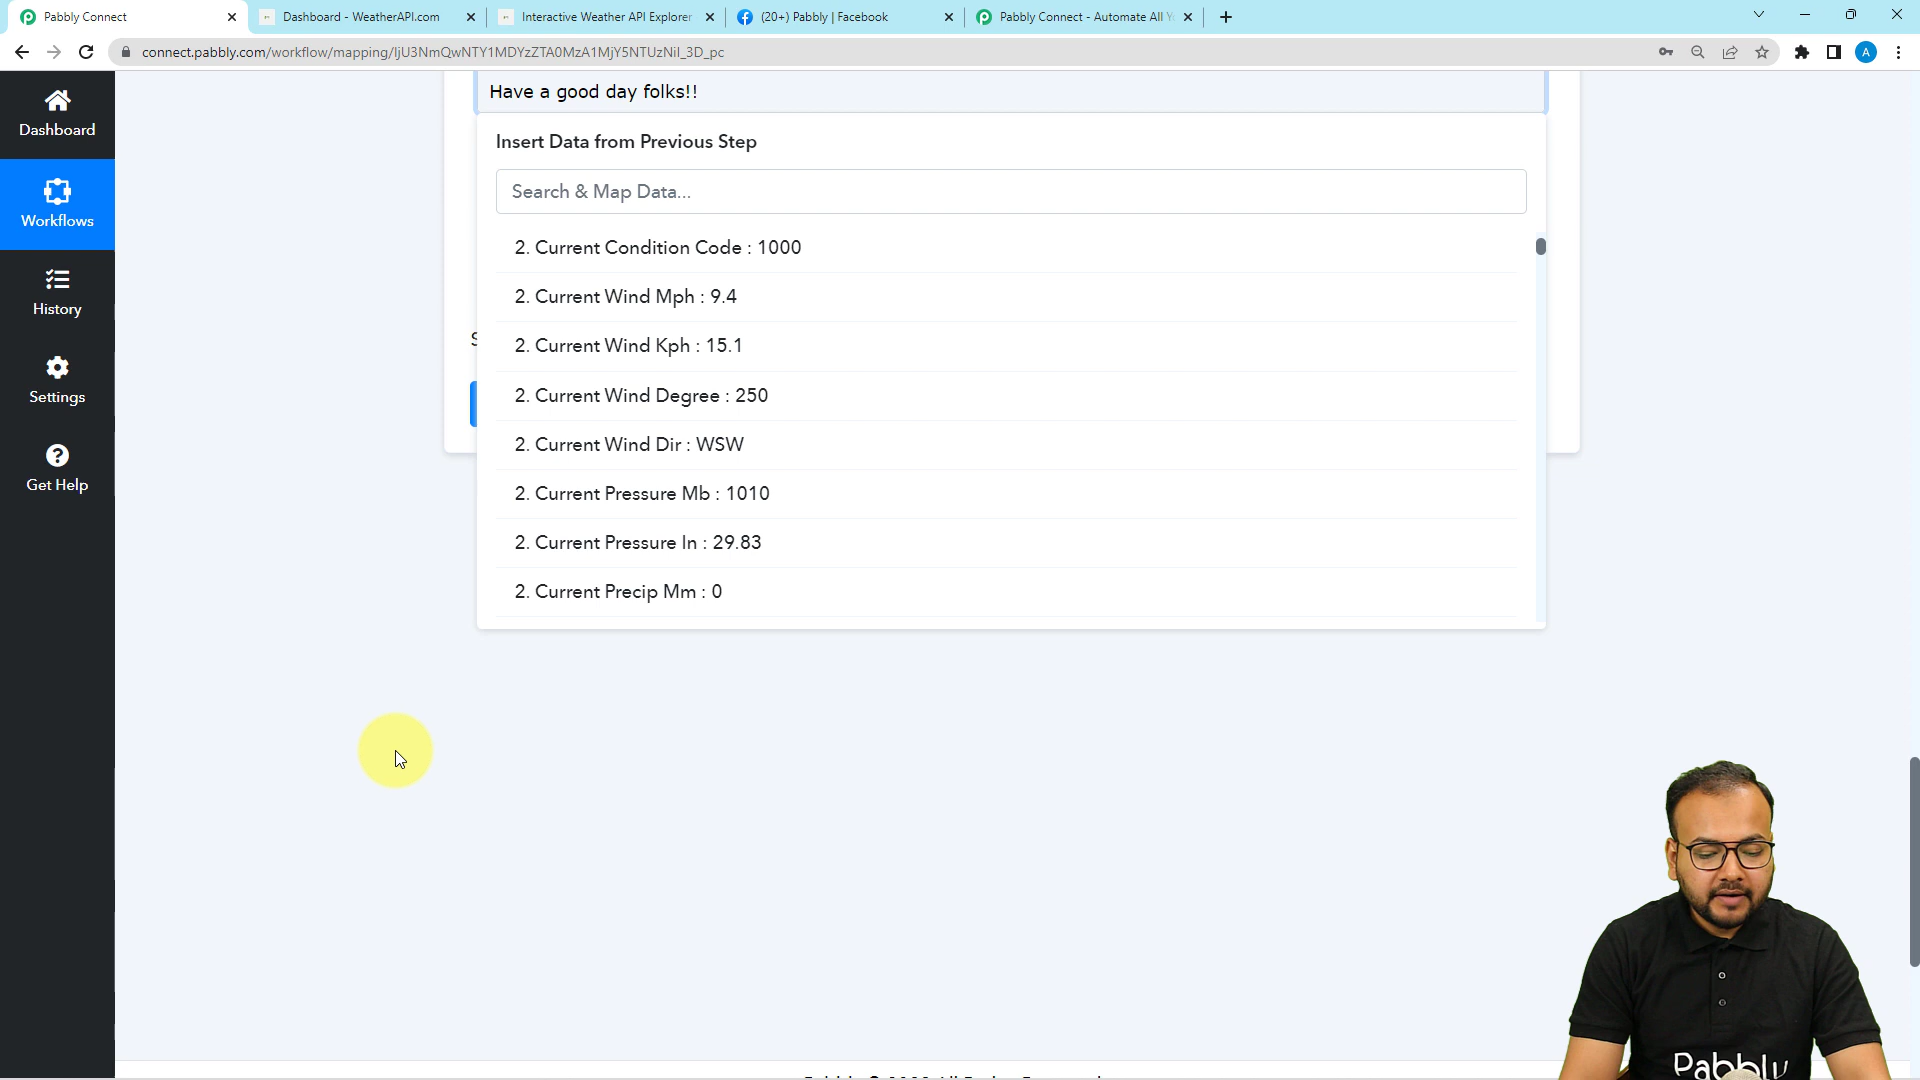 Pabbly Connect
Dashboard - WeatherAPI.com
Interactive Weather API Explorer
(20+) Pabbly | Facebook
Pabbly Connect - Automate All Y
connect.pabbly.com/workflow/mapping/IjU3NmQwNTY1MDYzZTA0MzA1MjY5NTUzNiI_3D_pc
A
Dashboard
Workflows
History
Settings
Get Help
Have a good day folks!!
Insert Data from Previous Step
Search & Map Data...
2. Current Condition Code : 1000
2. Current Wind Mph : 9.4
2. Current Wind Kph : 15.1
2. Current Wind Degree : 250
2. Current Wind Dir : WSW
2. Current Pressure Mb : 1010
2. Current Pressure In : 29.83
2. Current Precip Mm : 0
Pabbly